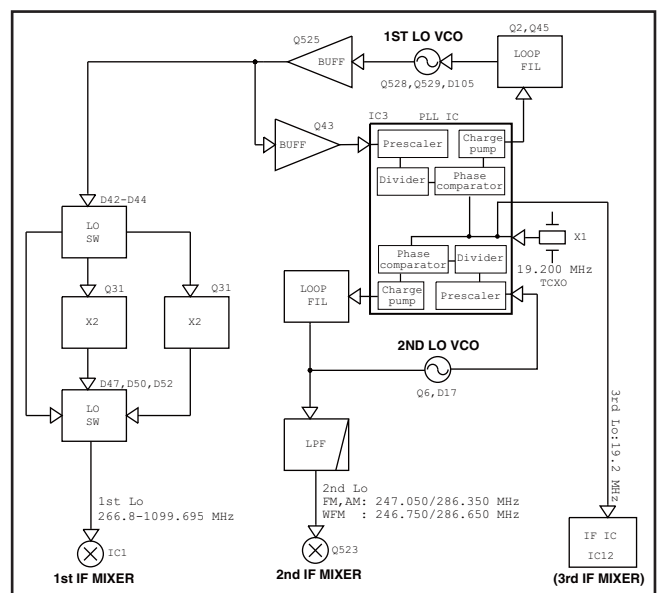 Q525
1ST LO VCO
Q2,Q45
BUFF
Q528,Q529,D105
LOOP
FIL
Q43
BUFF
IC3
PLL IC
Prescaler
Charge
pump
Divider
Phase
comparator
D42-D44
LO
SW
X1
19.200 MHz
TCXO
Phase
comparator
Divider
Charge
pump
Prescaler
Q31
Q31
X2
X2
LOOP
FIL
2ND LO VCO
Q6,D17
D47,D50,D52
LO
SW
LPF
3rd Lo:19.2 MHz
1st Lo
266.8-1099.695 MHz
2nd Lo
FM,AM: 247.050/286.350 MHz
WFM : 246.750/286.650 MHz
IC1
1st IF MIXER
Q523
2nd IF MIXER
IF IC
IC12
(3rd IF MIXER)